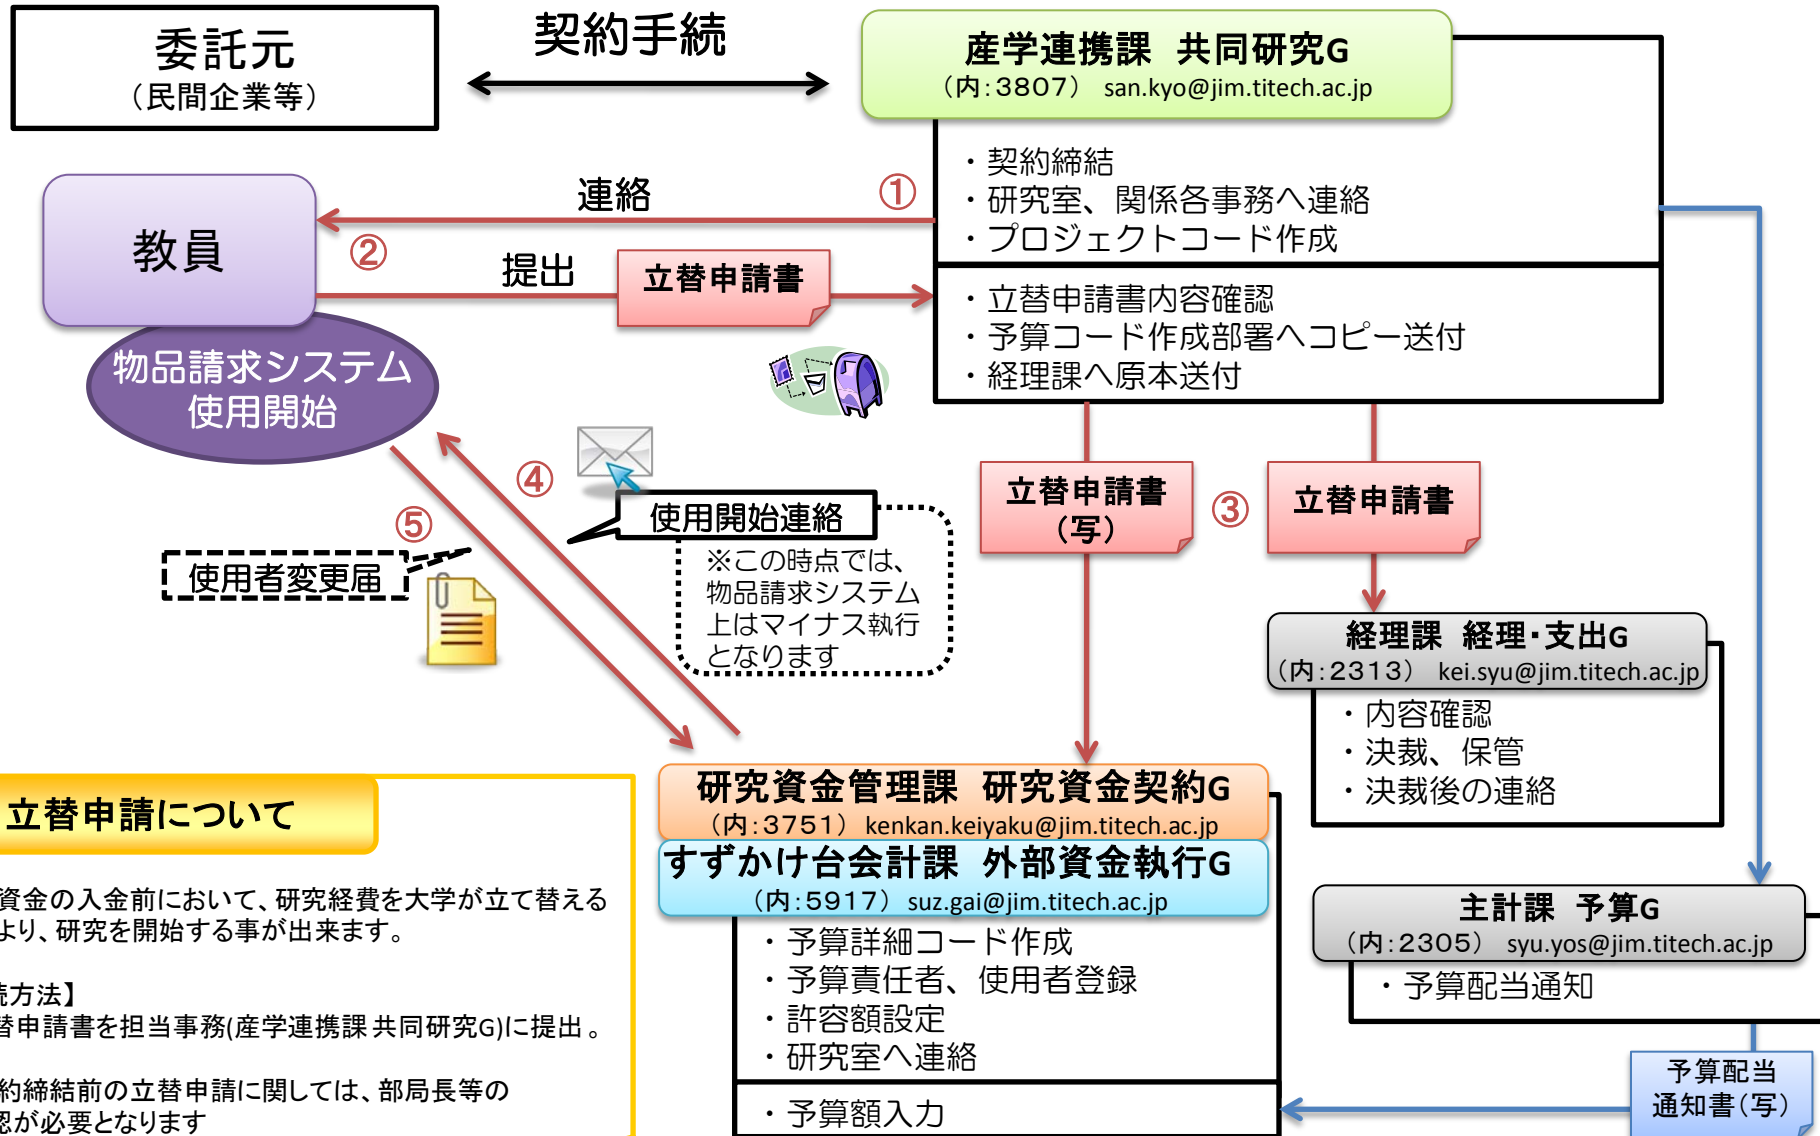 委託元
（民間企業等）
契約手続
産学連携課　共同研究G
（内：3807）　san.kyo@jim.titech.ac.jp
・契約締結
・研究室、関係各事務へ連絡
・プロジェクトコード作成
連絡
①
教員
②
提出
立替申請書
・立替申請書内容確認
・予算コード作成部署へコピー送付
・経理課へ原本送付
物品請求システム
使用開始
④
⑤
使用開始連絡
※この時点では、
物品請求システム
上はマイナス執行
となります
使用者変更届
立替申請書
（写）
③
立替申請書
経理課　経理・支出G
（内：2313）　kei.syu@jim.titech.ac.jp
・内容確認
・決裁、保管
・決裁後の連絡
研究資金管理課　研究資金契約G
（内：3751）kenkan.keiyaku@jim.titech.ac.jp
すずかけ台会計課　外部資金執行G
（内：5917）suz.gai@jim.titech.ac.jp
・予算詳細コード作成
・予算責任者、使用者登録
・許容額設定
・研究室へ連絡
・予算額入力
主計課　予算G
（内：2305）　syu.yos@jim.titech.ac.jp
・予算配当通知
予算配当
通知書（写）
立替申請について
資金の入金前において、研究経費を大学が立て替える
より、研究を開始する事が出来ます。
方法】
申請書を担当事務(産学連携課 共同研究G)に提出。
約締結前の立替申請に関しては、部局長等の
が必要となります